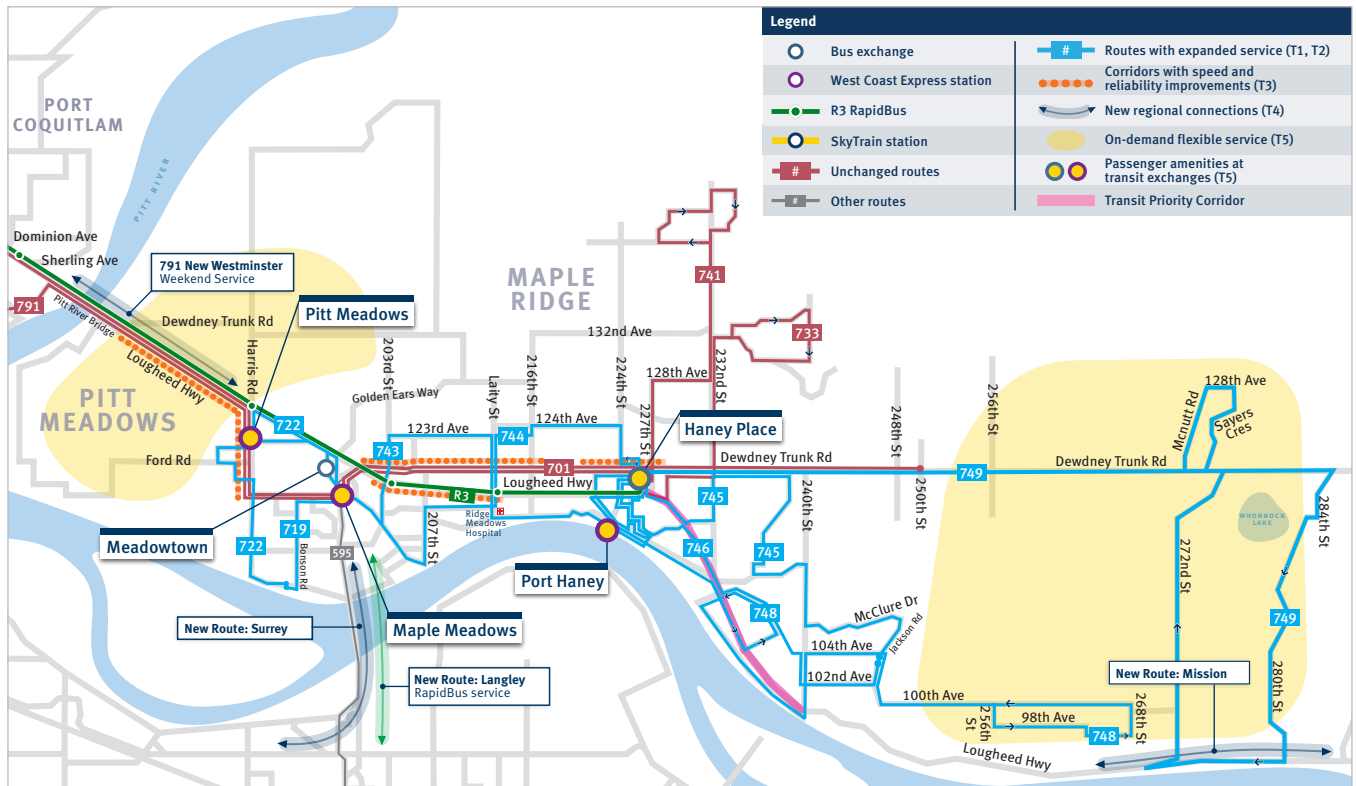 Legend
Bus exchange
West Coast Express station
R3 RapidBus
SkyTrain station
#
Unchanged routes
#
Other routes
#
Routes with expanded service (T1, T2)
Corridors with speed and
reliability improvements (T3)
New regional connections (T4)
On-demand flexible service (T5)
Passenger amenities at
transit exchanges (T5)
Transit Priority Corridor
PORT
COQUITLAM
PITT RIVER
Dominion Ave
Sherling Ave
791
Pitt River Bridge
791 New Westminster
Weekend Service
Dewdney Trunk Rd
Lougheed Hwy
Harris Rd
PITT
MEADOWS
Pitt Meadows
MAPLE
RIDGE
741
733
132nd Ave
128th Ave
232nd St
203rd St
Golden Ears Way
Laity St
216th St
224th St
227th St
124th Ave
123rd Ave
722
743
744
701
Haney Place
Dewdney Trunk Rd
248th St
250th St
256th St
749
Dewdney Trunk Rd
McNutt Rd
128th Ave
Sayers
Cres
Ford Rd
Lougheed Hwy
R3
Ridge
Meadows
Hospital
207th St
745
240th St
WHONNOCK
LAKE
284th St
Meadowtown
722
719
Bonson Rd
595
746
745
272nd St
Port Haney
748
McClure Dr
Jackson Rd
749
New Route: Surrey
Maple Meadows
104th Ave
102nd Ave
New Route: Langley
RapidBus service
New Route: Mission
100th Ave
98th Ave
256th
St
748
268th St
280th St
Lougheed Hwy